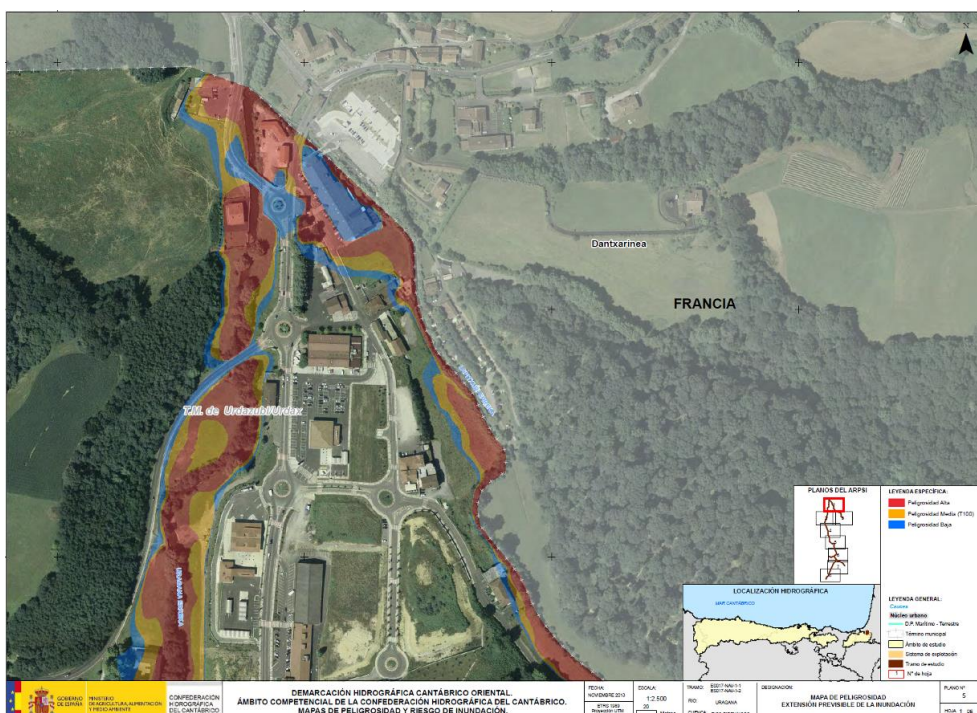 Dantxarinea
FRANCIA
T.M. de Urdazubi/Urdax
PLANOS DEL ARPSI
LEYENDA ESPECÍFICA:
Peligrosidad Alta
Peligrosidad Media (T100)
Peligrosidad Baja
LOCALIZACIÓN HIDROGRÁFICA
MAR CANTÁBRICO
LEYENDA GENERAL:
Cauces
Núcleo urbano
D.P. Marítimo - Terrestre
Término municipal
Ámbito de estudio
Sistema de explotación
Tramo de estudio
Nº de hoja
GOBIERNO
DE ESPAÑA
MINISTERIO
DE AGRICULTURA, ALIMENTACIÓN
Y MEDIO AMBIENTE
CONFEDERACIÓN
HIDROGRÁFICA
DEL CANTÁBRICO
DEMARCACIÓN HIDROGRÁFICA CANTÁBRICO ORIENTAL.
ÁMBITO COMPETENCIAL DE LA CONFEDERACIÓN HIDROGRÁFICA DEL CANTÁBRICO.
MAPAS DE PELIGROSIDAD Y RIESGO DE INUNDACIÓN.
FECHA:
NOVIEMBRE 2013
ESCALA:
1:2.500
TRAMO:
RIO:
DESIGNACIÓN:
MAPA DE PELIGROSIDAD
EXTENSIÓN PREVISIBLE DE LA INUNDACIÓN
PLANO Nº
5